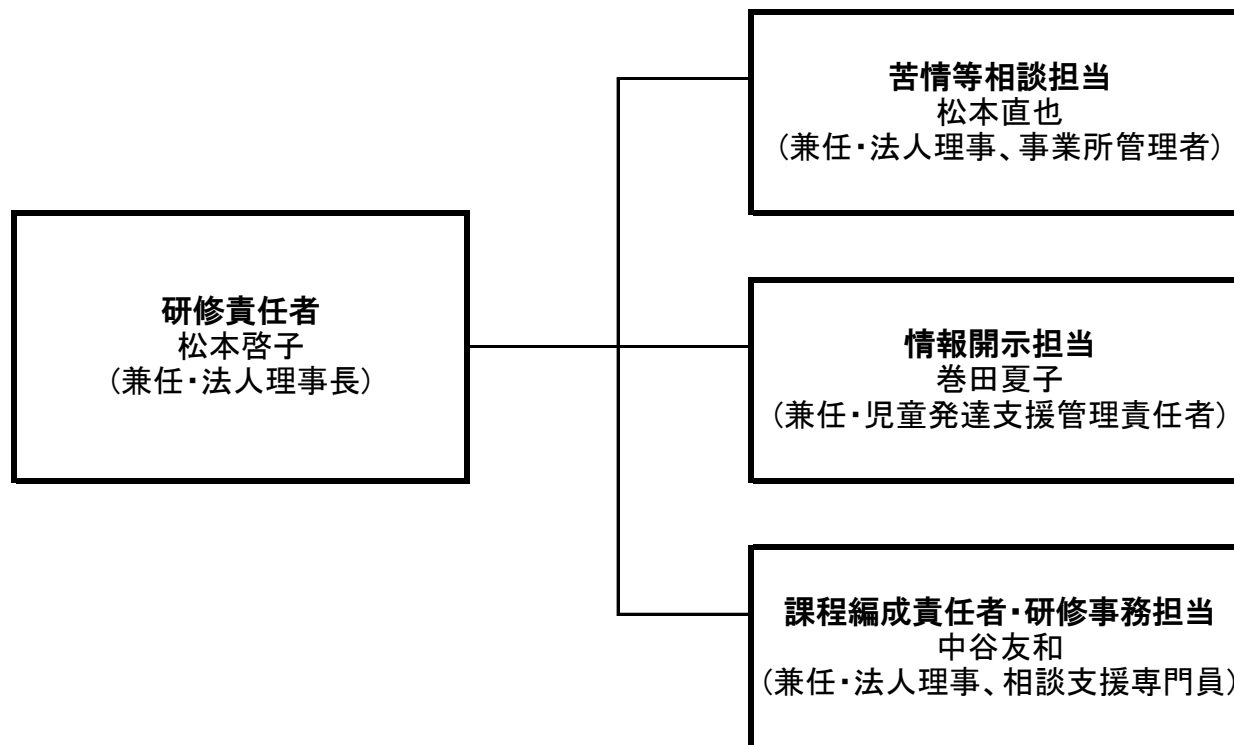 苦情等相談担当
松本直也
(兼任・法人理事、事業所管理者)
研修責任者
松本啓子
(兼任・法人理事長)
情報開示担当
巻田夏子
(兼任・児童発達支援管理責任者)
課程編成責任者・研修事務担当
中谷友和
(兼任・法人理事、相談支援専門員)